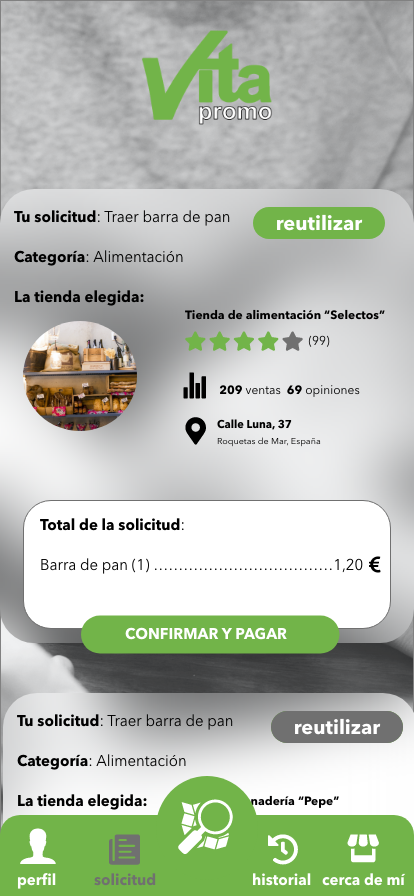 Vita
promo
Tu solicitud: Traer barra de pan
reutilizar
Categoría: Alimentación
La tienda elegida:
Tienda de alimentación “Selectos”
(99)
209 ventas 69 opiniones
Calle Luna, 37
Roquetas de Mar, España
Total de la solicitud:
Barra de pan (1) ..................................1,20 €
CONFIRMAR Y PAGAR
Tu solicitud: Traer barra de pan
reutilizar
Categoría: Alimentación
La tienda elegida:
nadería “Pepe”
perfil
solicitud
historial
cerca de mí